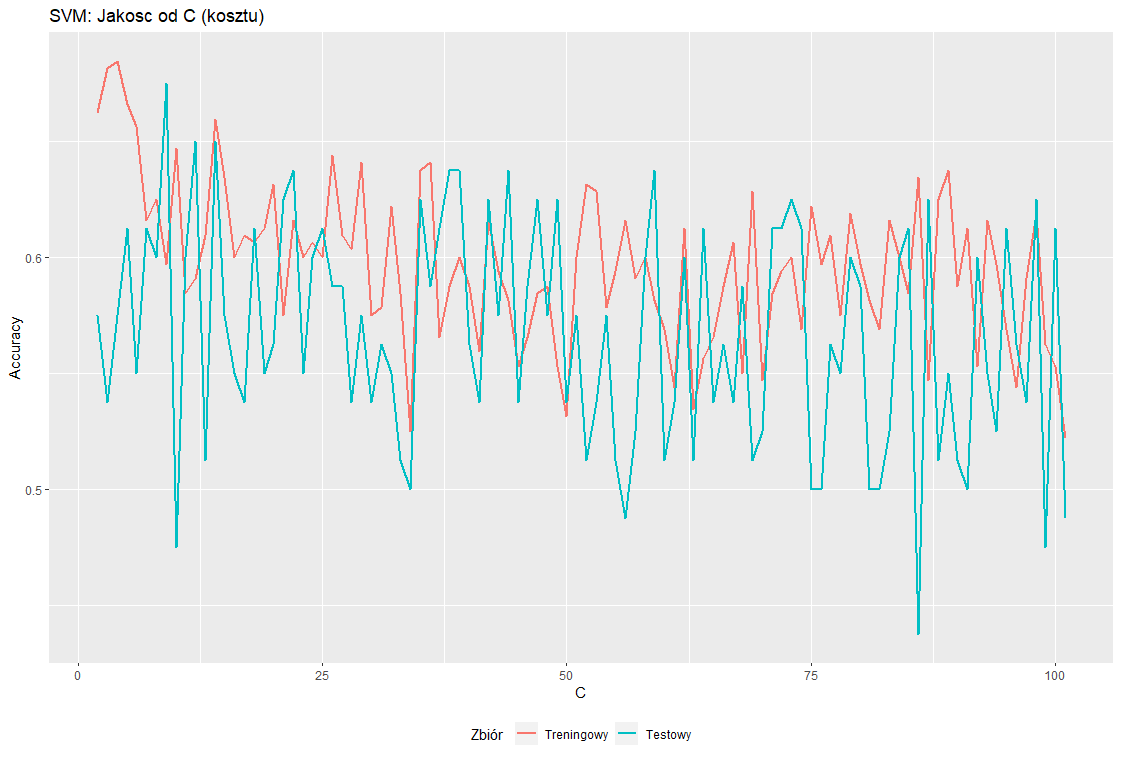 SVM: Jakosc od C (kosztu)
Accuracy
0.6
0.5
0 25 50 75 100
C
Zbiór Treningowy Testowy